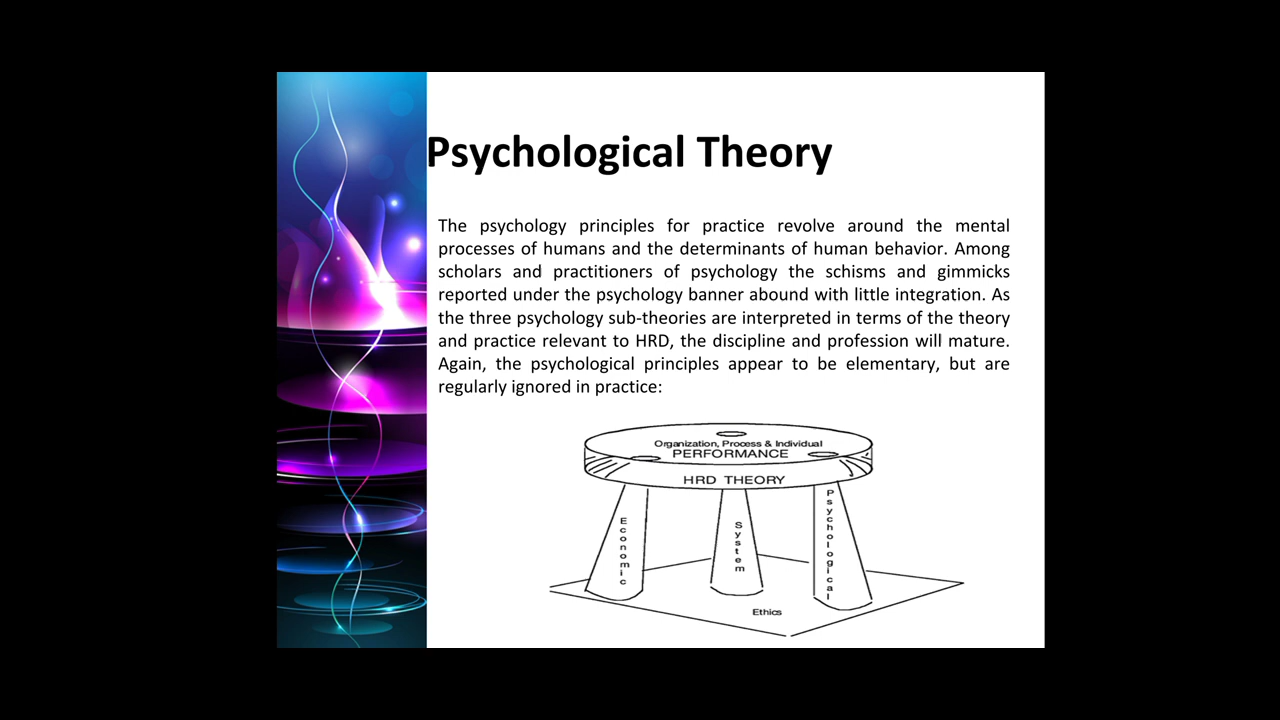 Psychological Theory
The psychology principles for practice revolve around the mental
processes of humans and the determinants of human behavior. Among
scholars and practitioners of psychology the schisms and gimmicks
reported under the psychology banner abound with little integration. As
the three psychology sub-theories are interpreted in terms of the theory
and practice relevant to HRD, the discipline and profession will mature.
Again, the psychological principles appear to be elementary, but are
regularly ignored in practice:
Organization, Process & Individual
PERFORMANCE
HRD THEORY
Economic
System
Psychological
Ethics